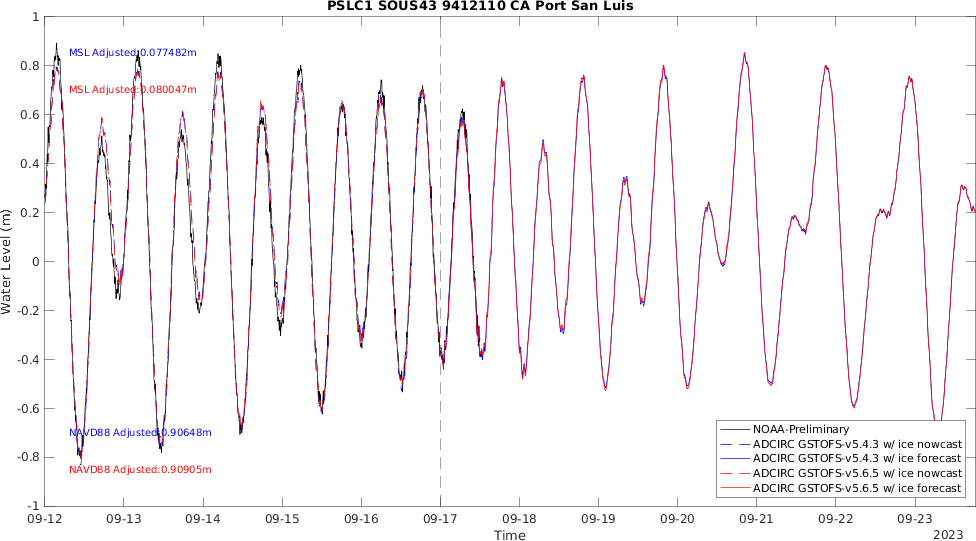 PSLC1 SOUS43 9412110 CA Port San Luis
1
0.8
0.6
0.4
0.2
0
-0.2
-0.4
-0.6
-0.8
-1
Water Level (m)
MSL Adjusted:0.077482m
MSL Adjusted:0.080047m
NAVD88 Adjusted:0.90648m
NAVD88 Adjusted:0.90905m
NOAA-Preliminary
ADCIRC GSTOFS-v5.4.3 w/ ice nowcast
ADCIRC GSTOFS-v5.4.3 w/ ice forecast
ADCIRC GSTOFS-v5.6.5 w/ ice nowcast
ADCIRC GSTOFS-v5.6.5 w/ ice forecast
09-12 09-13 09-14 09-15 09-16 09-17 09-18 09-19 09-20 09-21 09-22 09-23
Time
2023